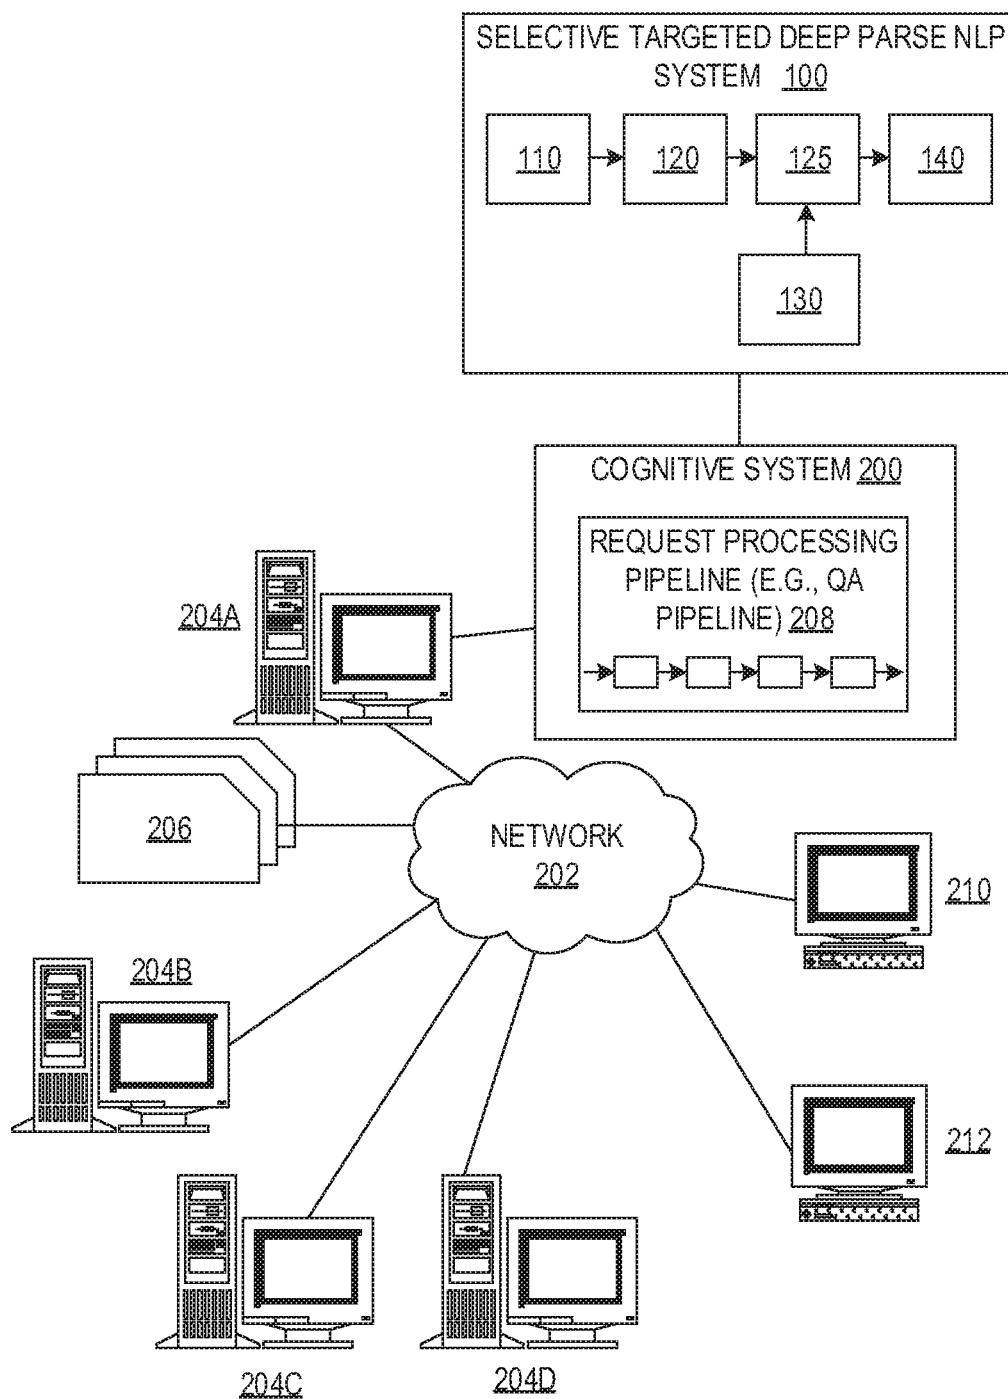 SELECTIVE TARGETED DEEP PARSE NLP
SYSTEM 100
110
120
125
140
130
COGNITIVE SYSTEM 200
REQUEST PROCESSING
PIPELINE (E.G., QA
PIPELINE) 208
204A
206
NETWORK
202
210
204B
212
204C
204D